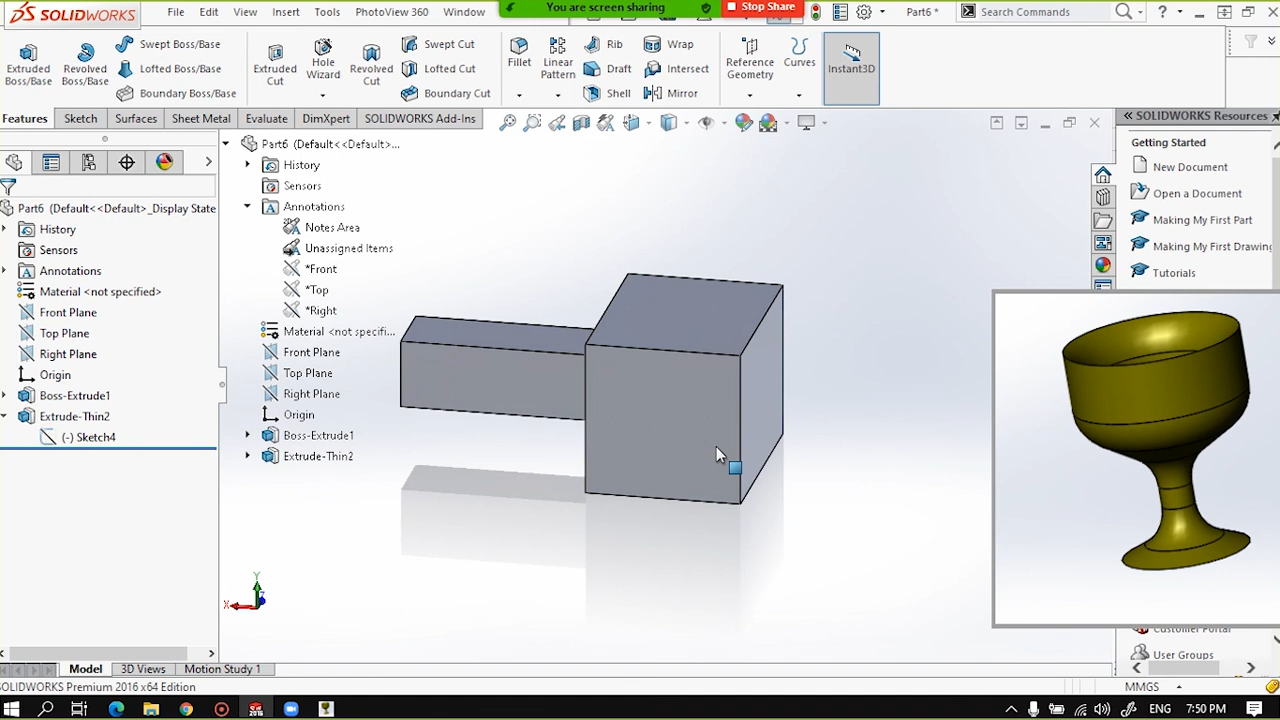 SOLIDWORKS
File Edit View Insert Tools PhotoView 360 Window
You are screen sharing
Stop Share
Part6 *
Search Commands
Extruded Boss/Base
Revolved Boss/Base
Swept Boss/Base
Lofted Boss/Base
Boundary Boss/Base
Extruded Cut
Hole Wizard
Revolved Cut
Swept Cut
Lofted Cut
Boundary Cut
Fillet
Linear Pattern
Rib
Draft
Shell
Wrap
Intersect
Mirror
Reference Geometry
Curves
Instant3D
Features Sketch Surfaces Sheet Metal Evaluate DimXpert SOLIDWORKS Add-Ins
Part6 (Default<<Default>_Display State
History
Sensors
Annotations
Material <not specified>
Front Plane
Top Plane
Right Plane
Origin
Boss-Extrude1
Extrude-Thin2
(-) Sketch4
Part6 (Default<<Default>...
History
Sensors
Annotations
Notes Area
Unassigned Items
*Front
*Top
*Right
Material <not specifi...
Front Plane
Top Plane
Right Plane
Origin
Boss-Extrude1
Extrude-Thin2
Y
X
Z
SOLIDWORKS Resources
Getting Started
New Document
Open a Document
Making My First Part
Making My First Drawing
Tutorials
User Groups
Model 3D Views Motion Study 1
SOLIDWORKS Premium 2016 x64 Edition
MMGS
2016
ENG 7:50 PM